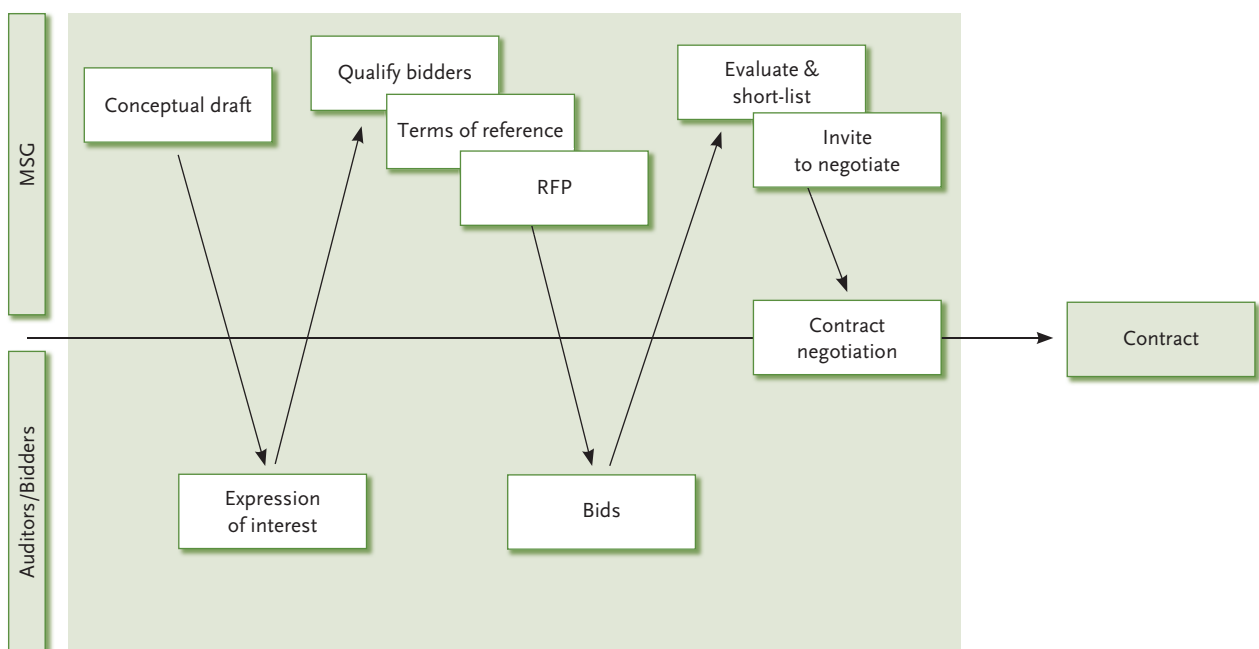 MSG
Conceptual draft
Qualify bidders
Terms of reference
RFP
Evaluate &
short-list
Invite
to negotiate
Contract
negotiation
Contract
Auditors/Bidders
Expression
of interest
Bids